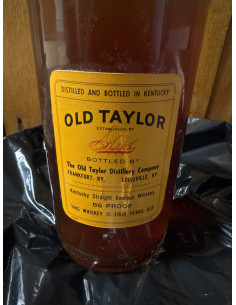 DISTILLED AND BOTTLED IN KENTUCKY
OLD TAYLOR
ESTABLISHED BY
BOTTLED BY
The Old Taylor Distillery Company
FRANKFORT, KY. LOUISVILLE, KY.
Kentucky Straight Bourbon Whiskey
86 PROOF
THIS WHISKEY IS FOUR YEARS OLD